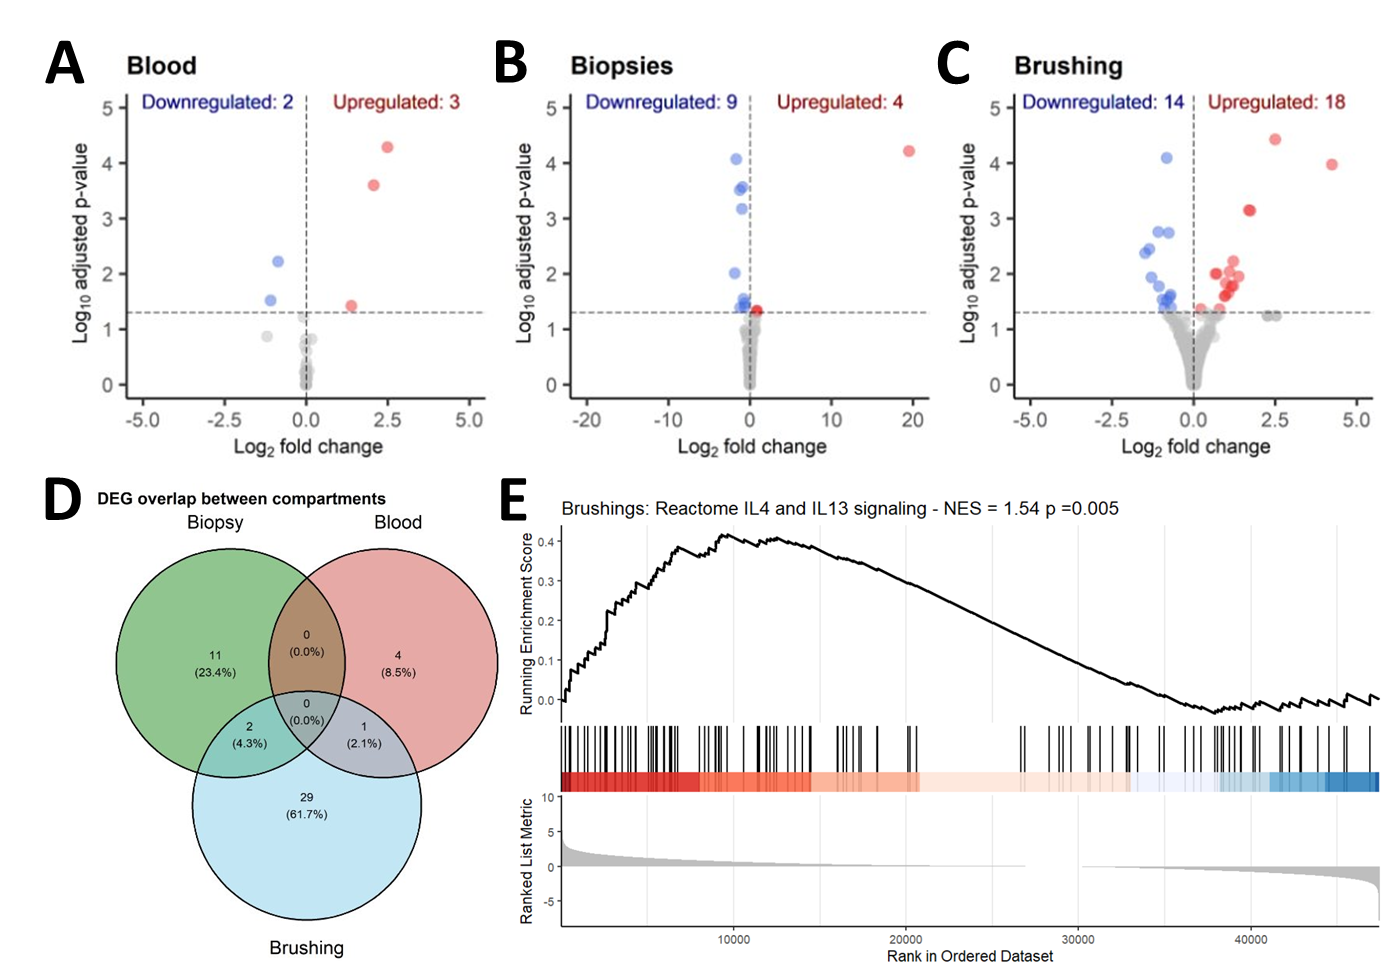 A
Blood
Downregulated: 2
Upregulated: 3
Log10 adjusted p-value
5
4
3
2
1
0
-5.0
-2.5
0.0
2.5
5.0
Log2 fold change
B
Biopsies
Downregulated: 9
Upregulated: 4
Log10 adjusted p-value
5
4
3
2
1
0
-20
-10
0
10
20
Log2 fold change
C
Brushing
Downregulated: 14
Upregulated: 18
Log10 adjusted p-value
5
4
3
2
1
0
-5.0
-2.5
0.0
2.5
5.0
Log2 fold change
D
DEG overlap between compartments
Biopsy
Blood
11
(23.4%)
0
(0.0%)
4
(8.5%)
0
(0.0%)
2
(4.3%)
1
(2.1%)
29
(61.7%)
Brushing
E
Brushings: Reactome IL4 and IL13 signaling - NES = 1.54 p =0.005
Running Enrichment Score
0.4
0.3
0.2
0.1
0.0
Ranked List Metric
10
5
0
-5
10000
20000
30000
40000
Rank in Ordered Dataset